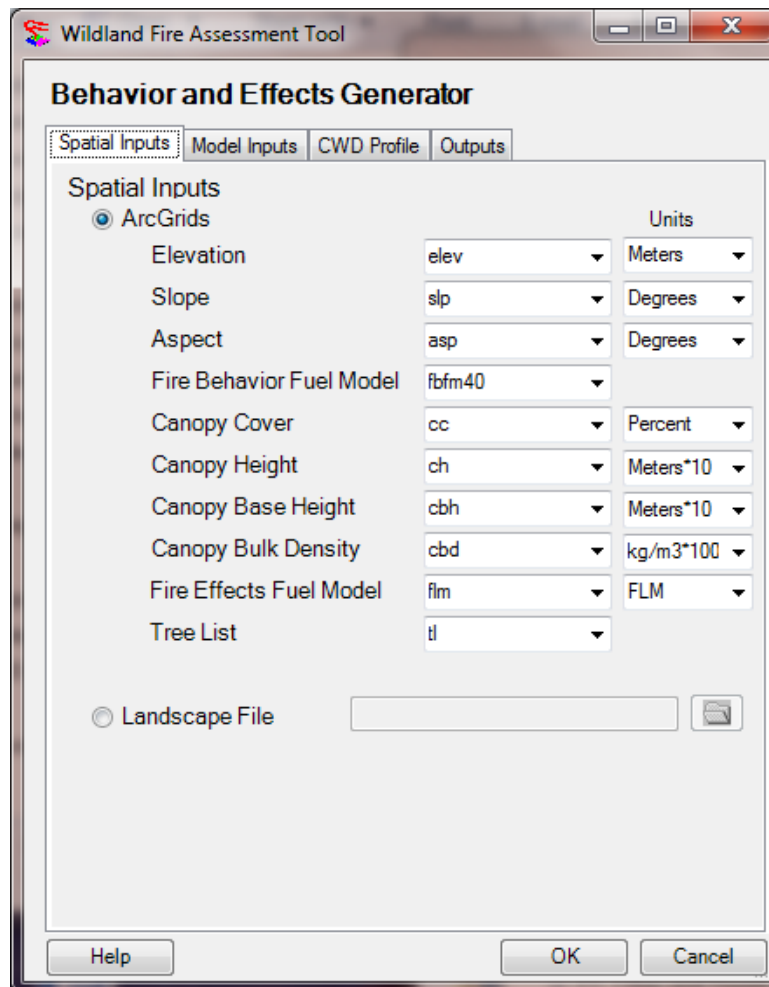 Wildland Fire Assessment Tool
Behavior and Effects Generator
Spatial Inputs Model Inputs CWD Profile Outputs
Spatial Inputs
ArcGrids Units
Elevation elev Meters
Slope slp Degrees
Aspect asp Degrees
Fire Behavior Fuel Model fbfm40
Canopy Cover cc Percent
Canopy Height ch Meters*10
Canopy Base Height cbh Meters*10
Canopy Bulk Density cbd kg/m3*100
Fire Effects Fuel Model flm FLM
Tree List tl
Landscape File
Help OK Cancel